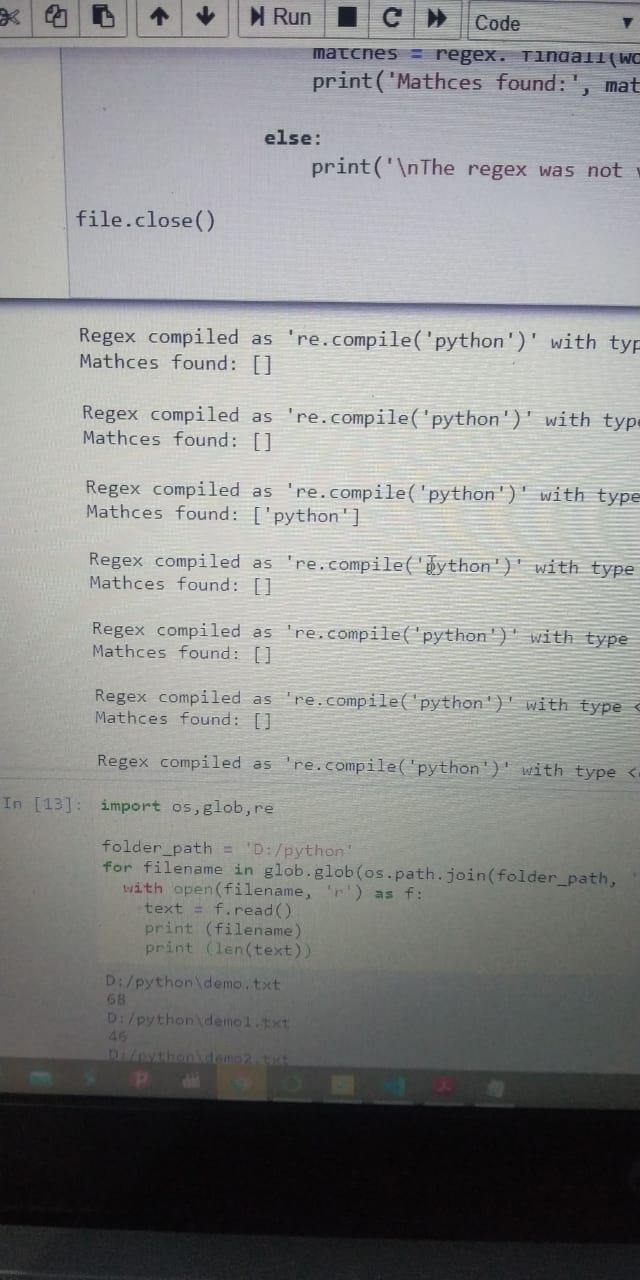 Run
Code
matches = regex. findall(wo
print('Mathces found:', mat
else:
print('\nThe regex was not
file.close()
Regex compiled as 're.compile('python')' with typ
Mathces found: []
Regex compiled as 're.compile('python')' with type
Mathces found: []
Regex compiled as 're.compile('python')' with type
Mathces found: ['python']
Regex compiled as 're.compile('python')' with type
Mathces found: []
Regex compiled as 're.compile('python')' with type
Mathces found: []
Regex compiled as 're.compile('python')' with type <
Mathces found: []
Regex compiled as 're.compile('python')' with type <
In [13]: import os,glob,re
folder_path = 'D:/python'
for filename in glob.glob(os.path.join(folder_path, '
with open(filename, 'r') as f:
text = f.read()
print (filename)
print (len(text))
D:/python\demo.txt
68
D:/python\demo1.txt
46
D:/python\demo2.txt